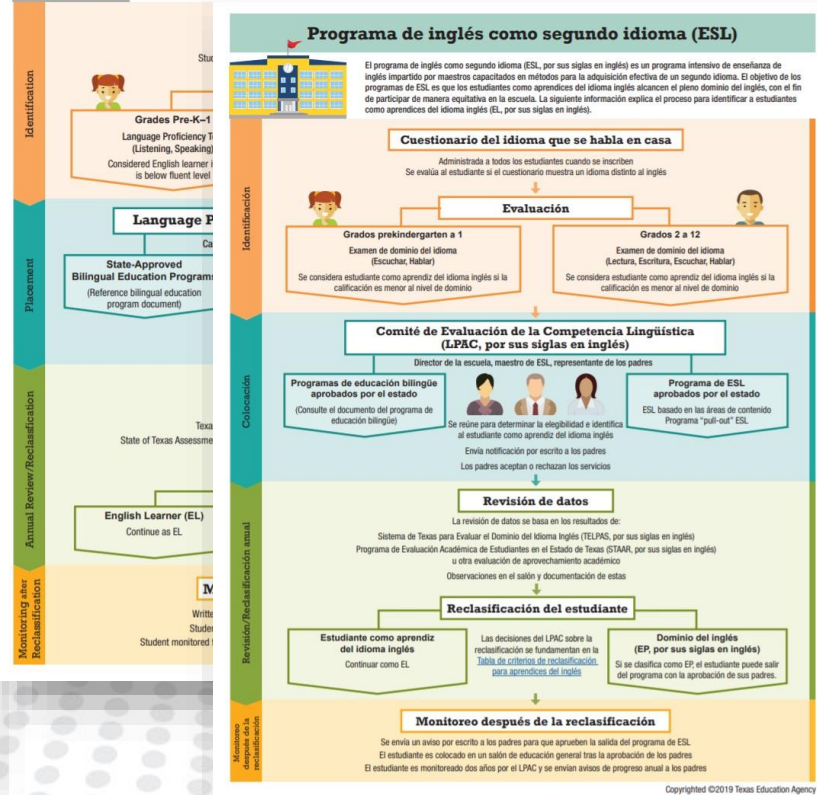 Identification
Grades Pre-K–1
(Listening, Speaking)
Considered English learner
is below fluent level
Placement
Language
State-Approved
(Reference bilingual education
program document)
Annual Review/Reclassification
State of Texas
English Learner (EL)
Continue as EL
Monitoring after
Reclassification
Student monitored
Programa de inglés como segundo idioma (ESL)
El programa de inglés como segundo idioma (ESL, por sus siglas en inglés) es un programa intensivo de enseñanza de
inglés impartido por maestros capacitados en métodos para la adquisición efectiva de un segundo idioma. El objetivo de los
programas de ESL es que los estudiantes como aprendices del idioma inglés alcancen el pleno dominio del inglés, con el fin
de participar de manera equitativa en la escuela. La siguiente información explica el proceso para identificar a estudiantes
como aprendices del idioma inglés (EL, por sus siglas en inglés).
Identificación
Cuestionario del idioma que se habla en casa
Administrada a todos los estudiantes cuando se inscriben
Se evalúa al estudiante si el cuestionario muestra un idioma distinto al inglés
Evaluación
Grados prekindergarten a 1
Examen de dominio del idioma
(Escuchar, Hablar)
Se considera estudiante como aprendiz del idioma inglés si la
calificación es menor al nivel de dominio
Grados 2 a 12
Examen de dominio del idioma
(Lectura, Escritura, Escuchar, Hablar)
Se considera estudiante como aprendiz del idioma inglés si la
calificación es menor al nivel de dominio
Colocación
Comité de Evaluación de la Competencia Lingüística
(LPAC, por sus siglas en inglés)
Director de la escuela, maestro de ESL, representante de los padres
Programas de educación bilingüe
aprobados por el estado
(Consulte el documento del programa de
educación bilingüe)
Se reúne para determinar la elegibilidad e identifica
al estudiante como aprendiz del idioma inglés
Envía notificación por escrito a los padres
Los padres aceptan o rechazan los servicios
Programa de ESL
aprobados por el estado
ESL basado en las áreas de contenido
Programa “pull-out” ESL
Revisión/Reclasificación anual
Revisión de datos
La revisión de datos se basa en los resultados de:
Sistema de Texas para Evaluar el Dominio del Idioma Inglés (TELPAS, por sus siglas en inglés)
Programa de Evaluación Académica de Estudiantes en el Estado de Texas (STAAR, por sus siglas en inglés)
u otra evaluación de aprovechamiento académico
Observaciones en el salón y documentación de estas
Reclasificación del estudiante
Estudiante como aprendiz
del idioma inglés
Continuar como EL
Las decisiones del LPAC sobre la
reclasificación se fundamentan en la
Tabla de criterios de reclasificación
para aprendices del inglés
Dominio del inglés
(EP, por sus siglas en inglés)
Si se clasifica como EP, el estudiante puede salir
del programa con la aprobación de sus padres.
Monitoreo
después de la
reclasificación
Monitoreo después de la reclasificación
Se envía un aviso por escrito a los padres para que aprueben la salida del programa de ESL
El estudiante es colocado en un salón de educación general tras la aprobación de los padres
El estudiante es monitoreado dos años por el LPAC y se envían avisos de progreso anual a los padres
Copyrighted ©2019 Texas Education Agency